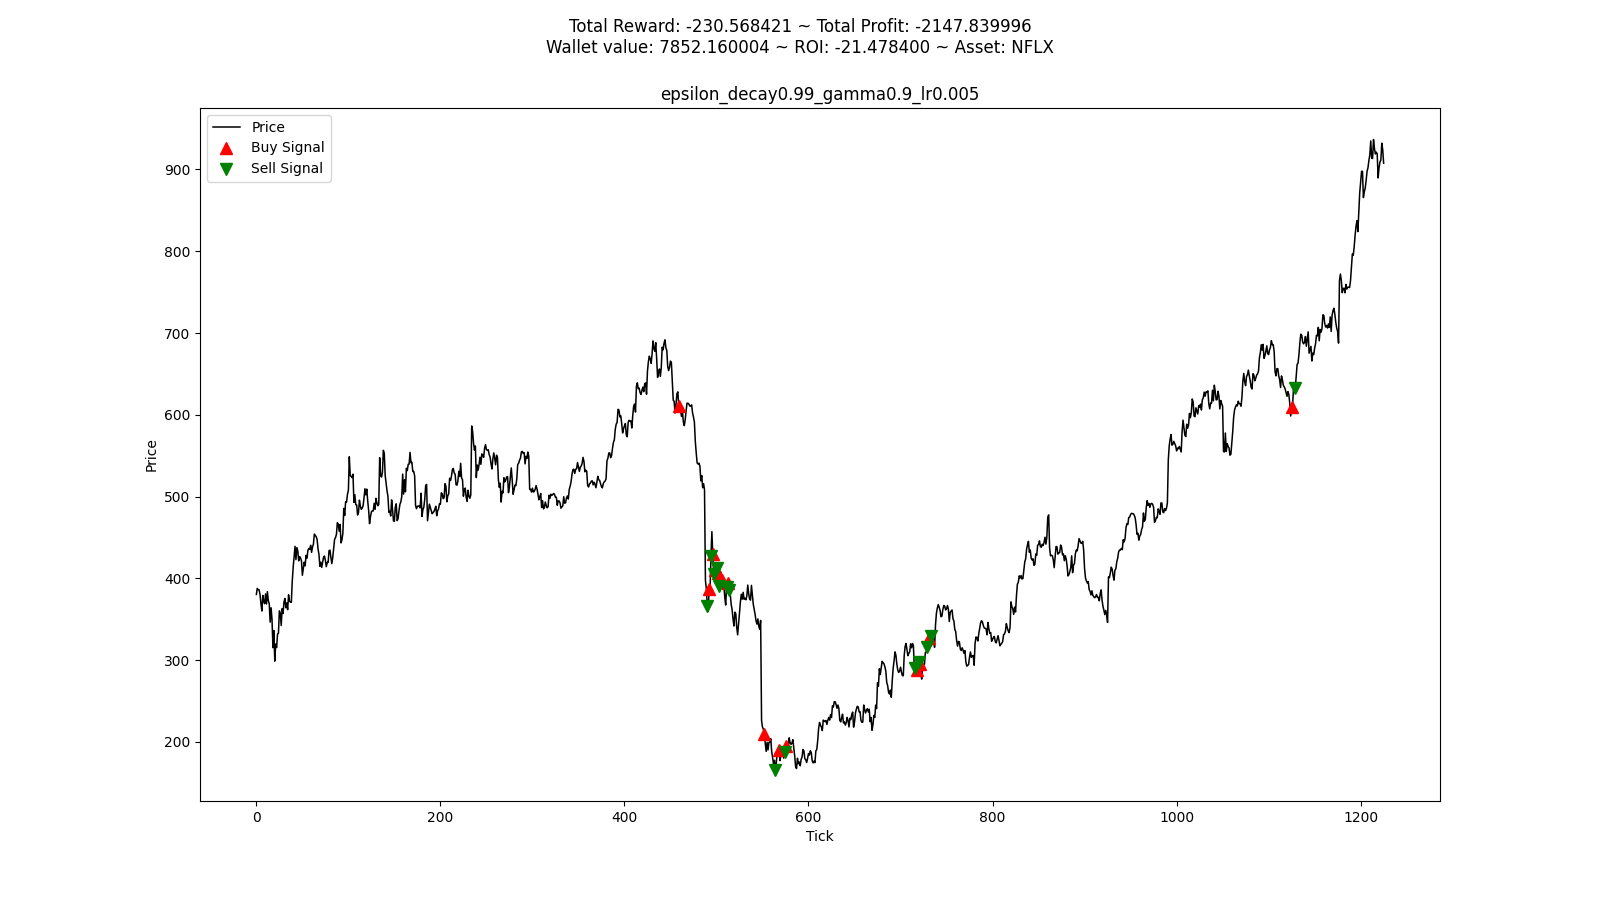 Total Reward: -230.568421 ~ Total Profit: -2147.839996
Wallet value: 7852.160004 ~ ROI: -21.478400 ~ Asset: NFLX
epsilon_decay0.99_gamma0.9_lr0.005
Price
Buy Signal
Sell Signal
900
800
700
600
500
400
300
200
Price
0
200
400
600
800
1000
1200
Tick